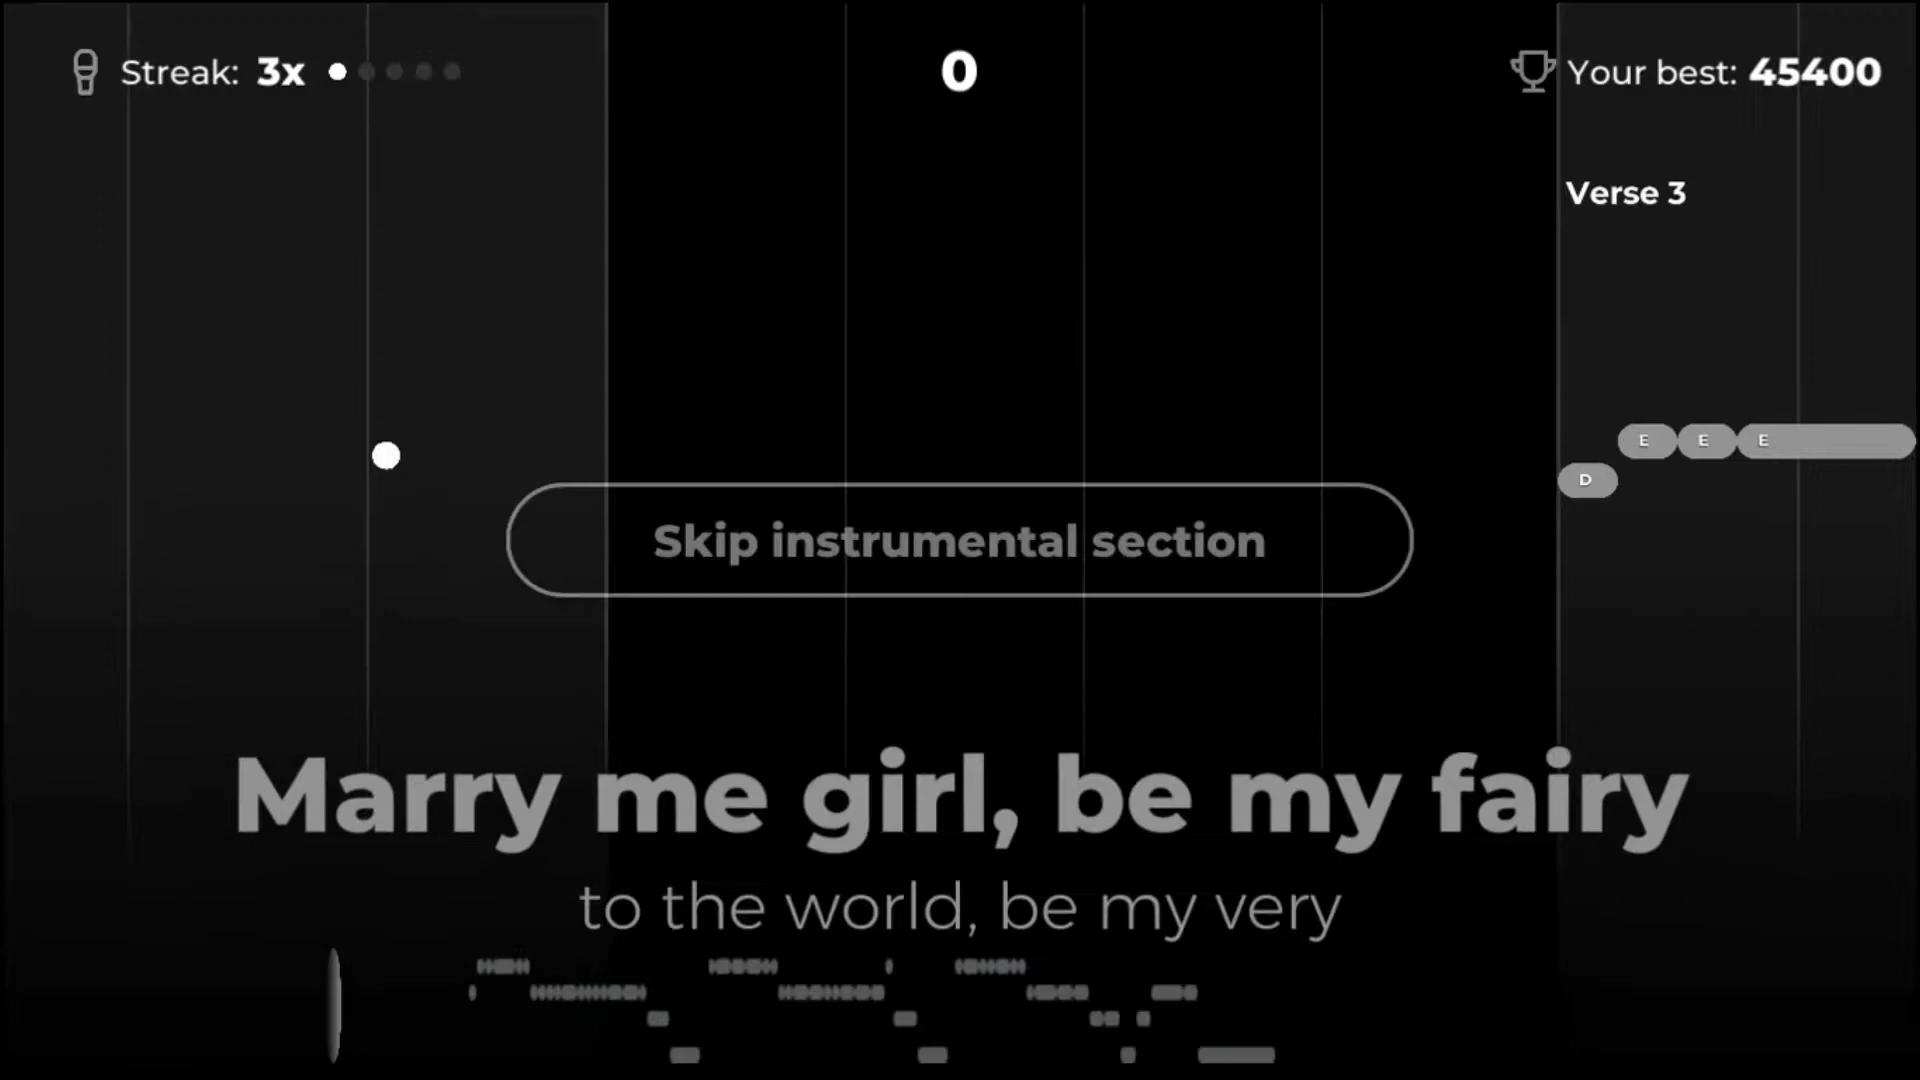 Streak: 3x
0
Your best: 45400
Verse 3
E E E
D
Skip instrumental section
Marry me girl, be my fairy
to the world, be my very